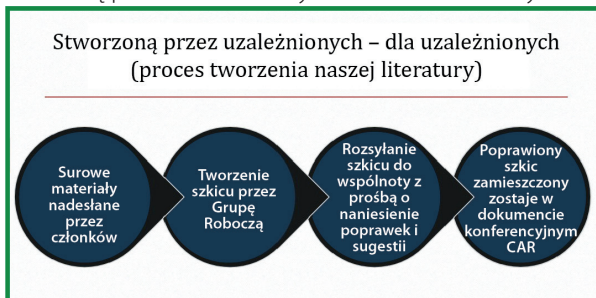 Stworzoną przez uzależnionych – dla uzależnionych
(proces tworzenia naszej literatury)
Surowe
materiały
nadesłane
przez
członków
Tworzenie
szkicu przez
Grupę
Roboczą
Rozsyłanie
szkicu do
wspólnoty z
prośbą o
naniesienie
poprawek i
sugestii
Poprawiony
szkic
zamieszczony
zostaje w
dokumencie
konferencyjnym
CAR